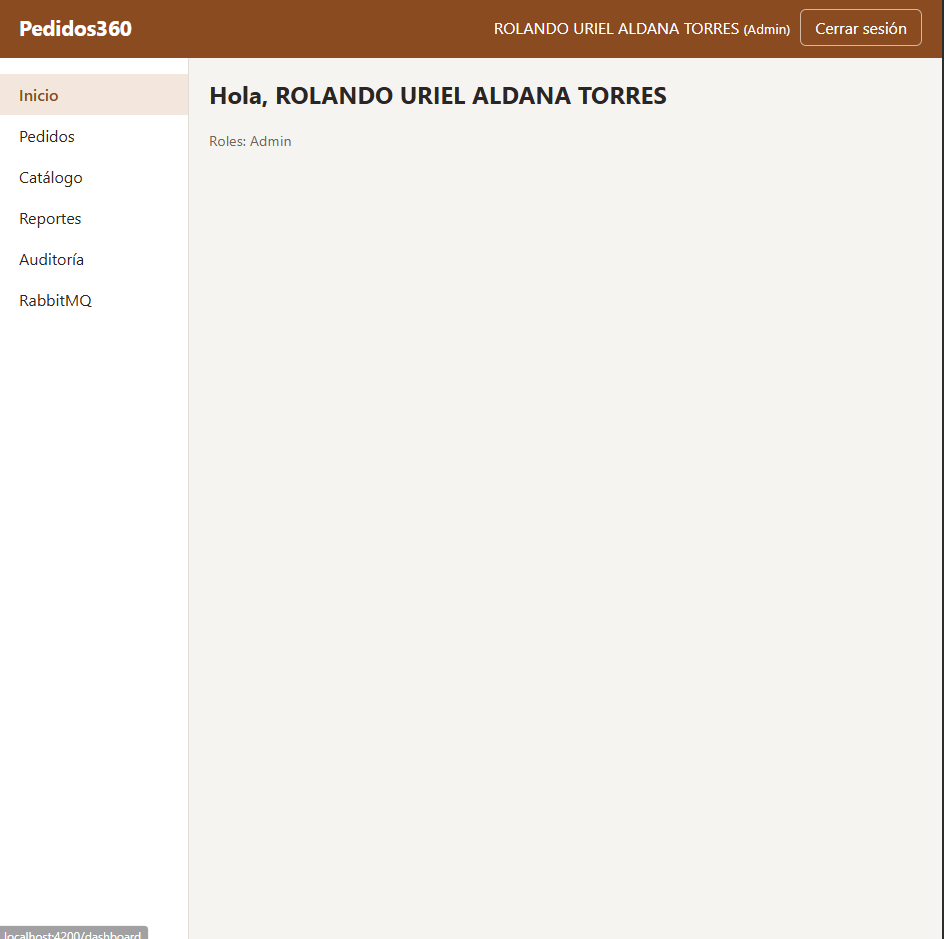 Pedidos360
ROLANDO URIEL ALDANA TORRES (Admin)
Cerrar sesión
Inicio
Pedidos
Catálogo
Reportes
Auditoría
RabbitMQ
Hola, ROLANDO URIEL ALDANA TORRES
Roles: Admin
localhost:4200/dashboard